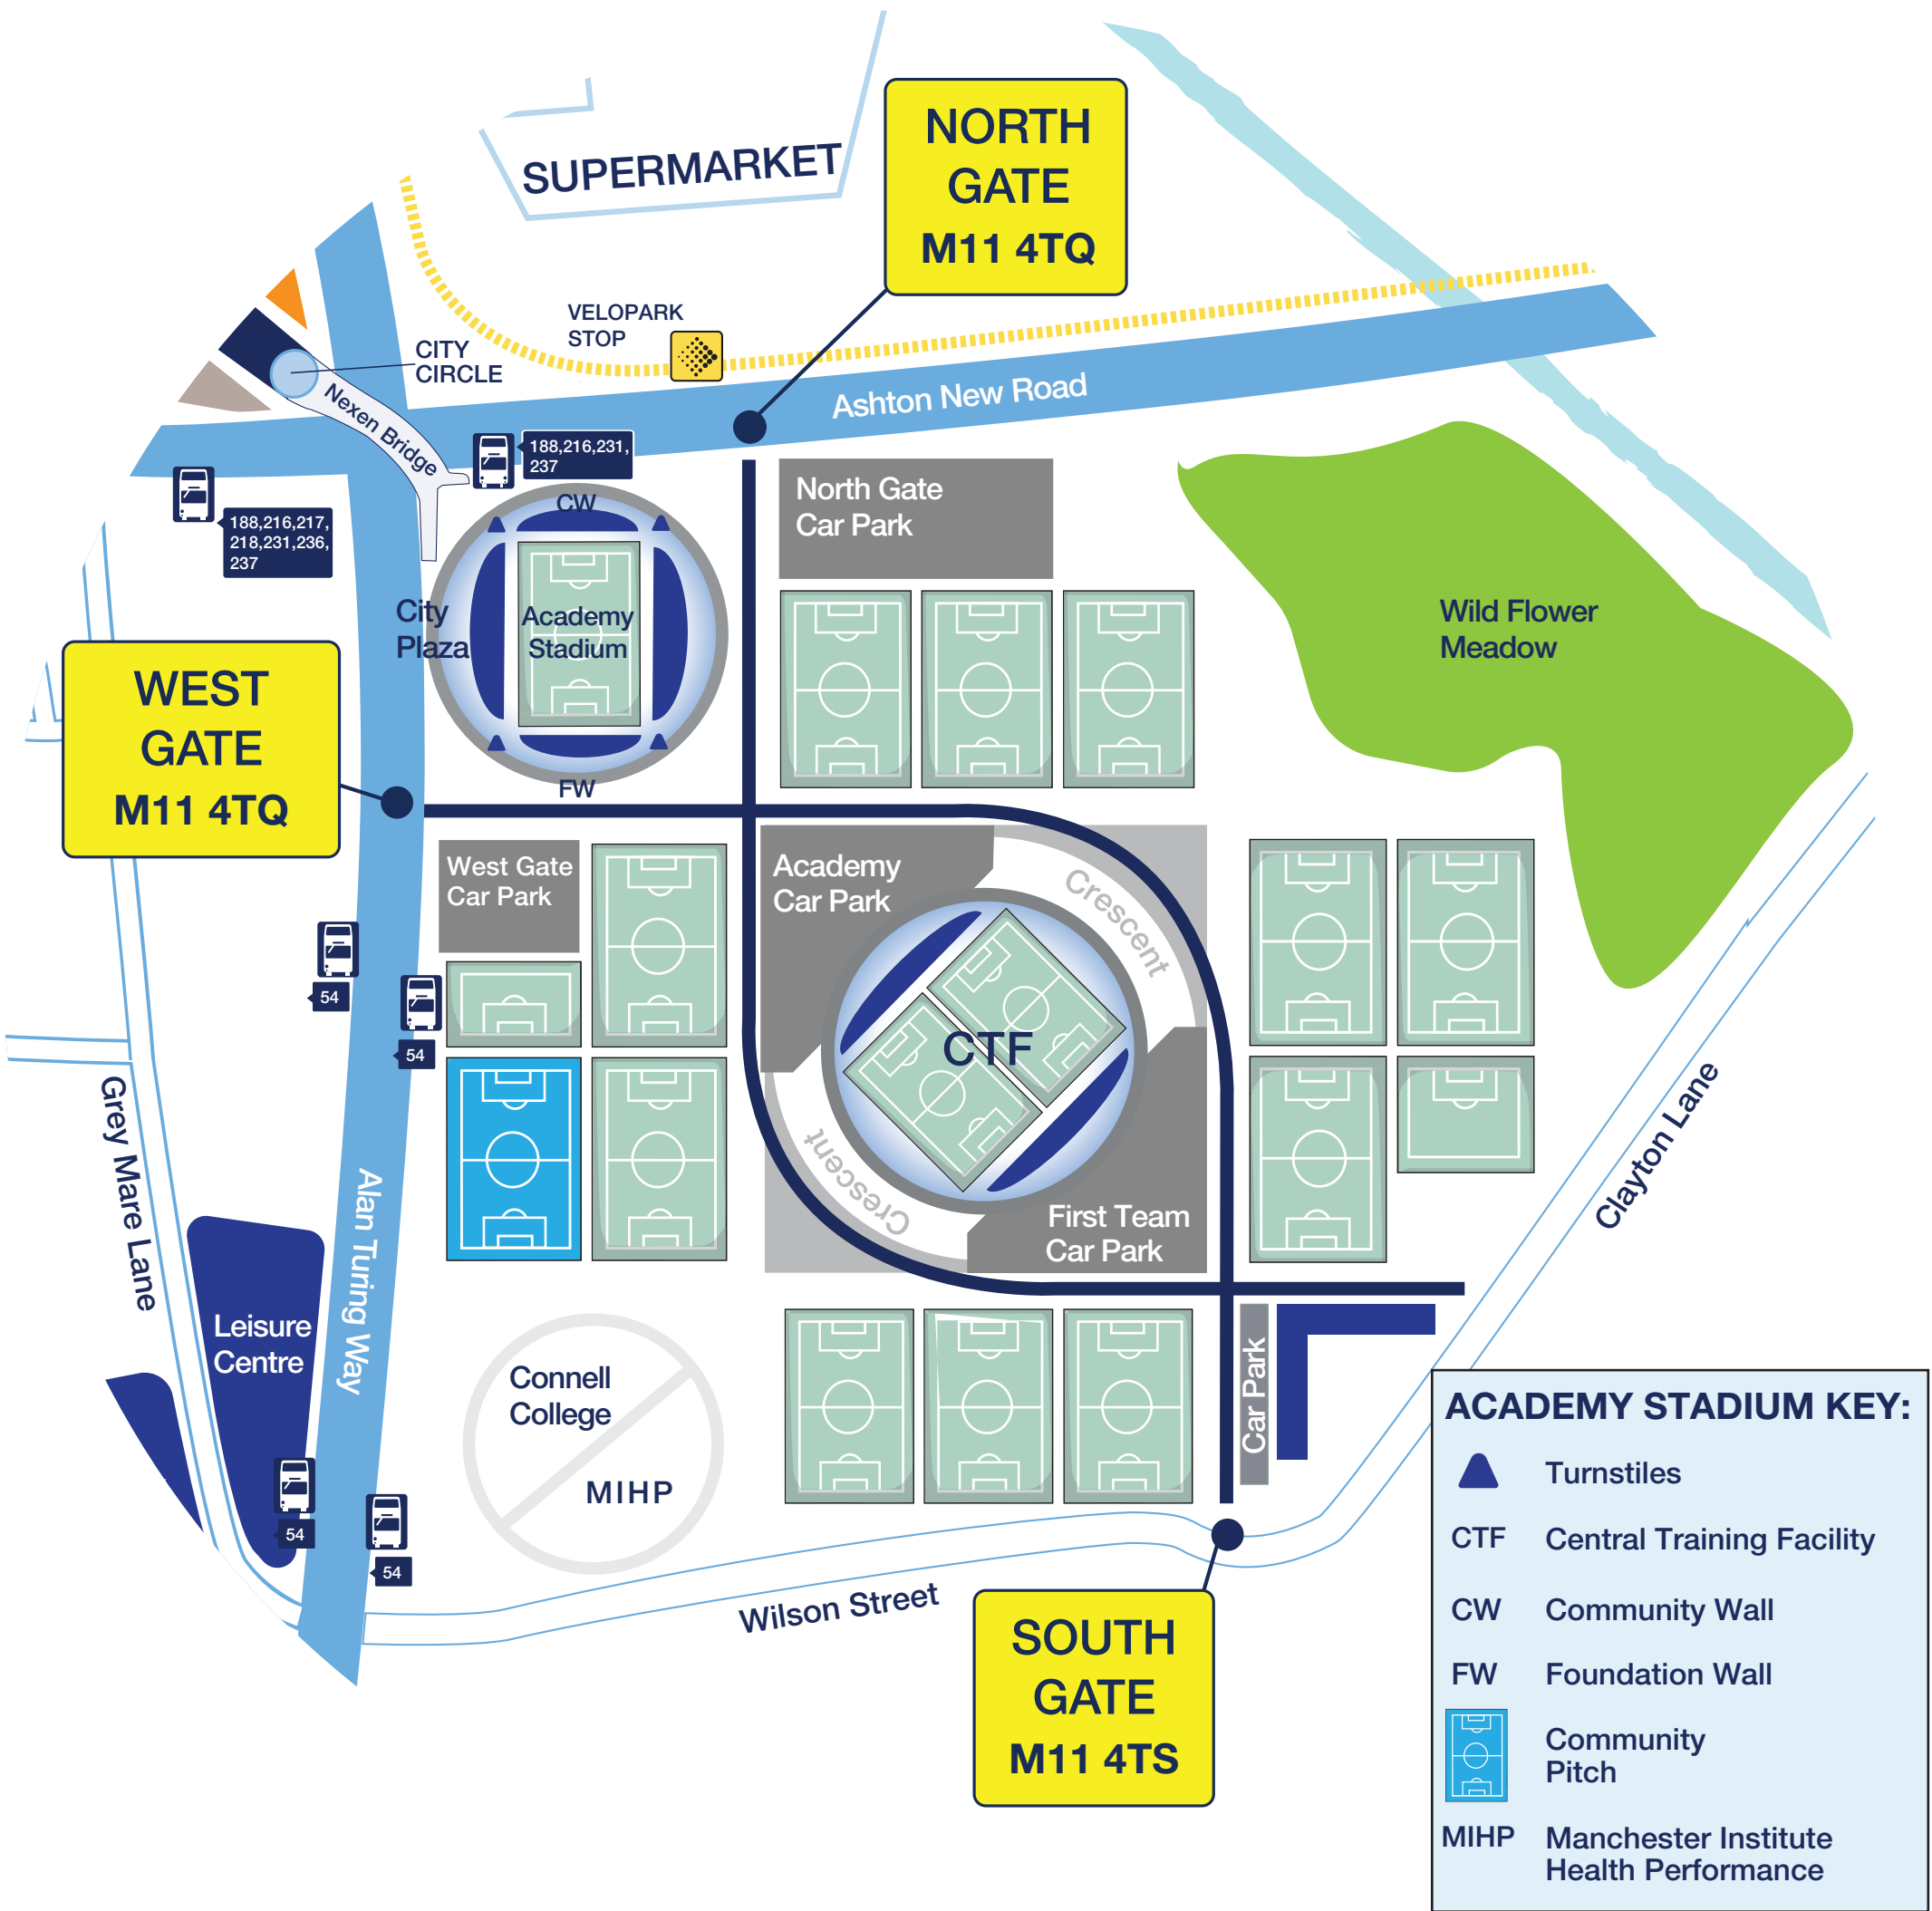 SUPERMARKET
NORTH
GATE
M11 4TQ
VELOPARK
STOP
CITY
CIRCLE
Nexen Bridge
Ashton New Road
188,216,231,
237
188,216,217,
218,231,236,
237
CW
North Gate
Car Park
City
Plaza
Academy
Stadium
Wild Flower
Meadow
WEST
GATE
M11 4TQ
FW
West Gate
Car Park
Academy
Car Park
Crescent
54
54
CTF
Grey Mare Lane
Alan Turing Way
Crescent
First Team
Car Park
Clayton Lane
Leisure
Centre
Connell
College
MIHP
Car Park
54
54
Wilson Street
SOUTH
GATE
M11 4TS
ACADEMY STADIUM KEY:
Turnstiles
CTF Central Training Facility
CW Community Wall
FW Foundation Wall
Community
Pitch
MIHP Manchester Institute
Health Performance